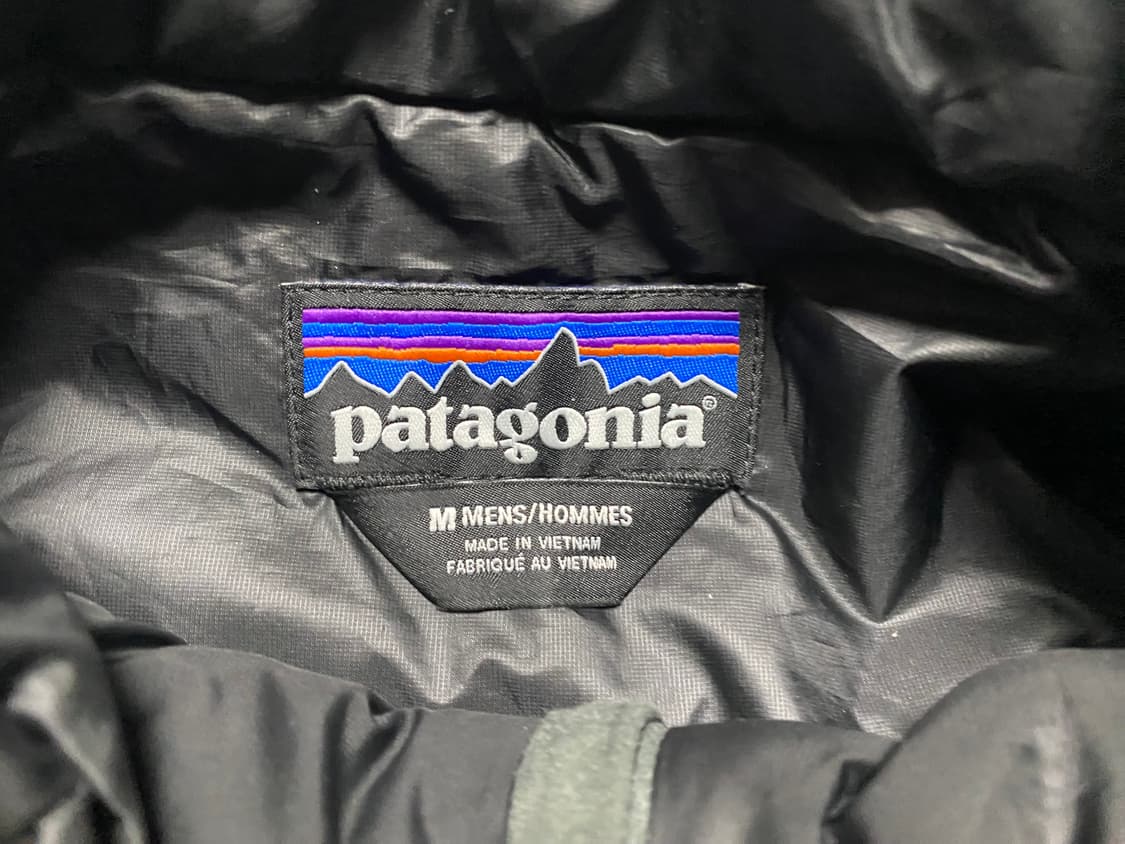 patagonia®
M MENS/HOMMES
MADE IN VIETNAM
FABRIQUÉ AU VIETNAM